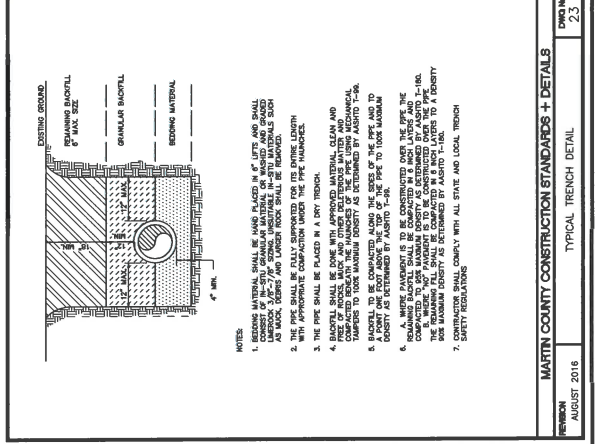 EXISTING GROUND
REMAINING BACKFILL
6" MAX. SIZE
GRANULAR BACKFILL
BEDDING MATERIAL
18" MIN.
12" MIN.
12" MAX.
12" MAX.
4" MIN.
NOTES:
1. BEDDING MATERIAL SHALL BE HAND PLACED IN 6" LIFTS AND SHALL
CONSIST OF IN-SITU GRANULAR MATERIAL OR WASHED AND GRADED
LIMEROCK 3/8"-7/8" SIZING. UNSUITABLE IN-SITU MATERIALS SUCH
AS MUCK, DEBRIS AND LARGER ROCK SHALL BE REMOVED.
2. THE PIPE SHALL BE FULLY SUPPORTED FOR ITS ENTIRE LENGTH
WITH APPROPRIATE COMPACTION UNDER THE PIPE HAUNCHES.
3. THE PIPE SHALL BE PLACED IN A DRY TRENCH.
4. BACKFILL SHALL BE DONE WITH APPROVED MATERIAL, CLEAN AND
FREE OF ROCKS, MUCK AND OTHER DELETERIOUS MATTER AND
COMPACTED BENEATH THE HAUNCHES OF THE PIPE USING MECHANICAL
TAMPERS TO 100% MAXIMUM DENSITY AS DETERMINED BY AASHTO T-99.
5. BACKFILL TO BE COMPACTED ALONG THE SIDES OF THE PIPE AND TO
A POINT ONE FOOT ABOVE THE TOP OF THE PIPE TO 100% MAXIMUM
DENSITY AS DETERMINED BY AASHTO T-99.
6. A. WHERE PAVEMENT IS TO BE CONSTRUCTED OVER THE PIPE THE
REMAINING BACKFILL SHALL BE COMPACTED IN 6 INCH LAYERS AND
COMPACTED TO 95% MAXIMUM DENSITY AS DETERMINED BY AASHTO T-180.
B. WHERE "NO" PAVEMENT IS TO BE CONSTRUCTED OVER THE PIPE
THE REMAINING FILL SHALL BE COMPACTED IN 6 INCH LAYERS TO A DENSITY
90% MAXIMUM DENSITY AS DETERMINED BY AASHTO T-180.
7. CONTRACTOR SHALL COMPLY WITH ALL STATE AND LOCAL TRENCH
SAFETY REGULATIONS
MARTIN COUNTY CONSTRUCTION STANDARDS + DETAILS
REVISION
AUGUST 2016
TYPICAL TRENCH DETAIL
DWG
23